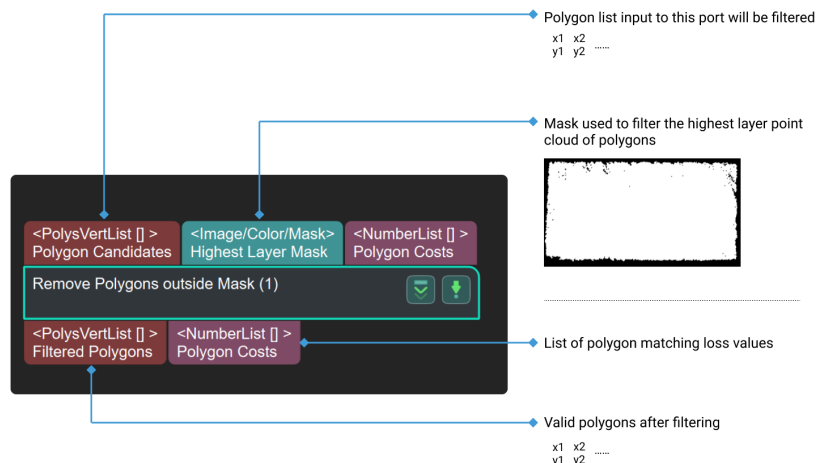 Polygon list input to this port will be filtered
x1 x2
y1 y2 ......
Mask used to filter the highest layer point
cloud of polygons
<PolysVertList [] >
Polygon Candidates
<Image/Color/Mask>
Highest Layer Mask
<NumberList [] >
Polygon Costs
Remove Polygons outside Mask (1)
<PolysVertList [] >
Filtered Polygons
<NumberList [] >
Polygon Costs
List of polygon matching loss values
Valid polygons after filtering
x1 x2
y1 y2 ......